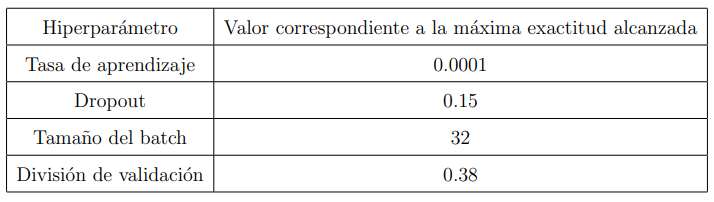 Hiperparámetro Valor correspondiente a la máxima exactitud alcanzada
Tasa de aprendizaje 0.0001
Dropout 0.15
Tamaño del batch 32
División de validación 0.38